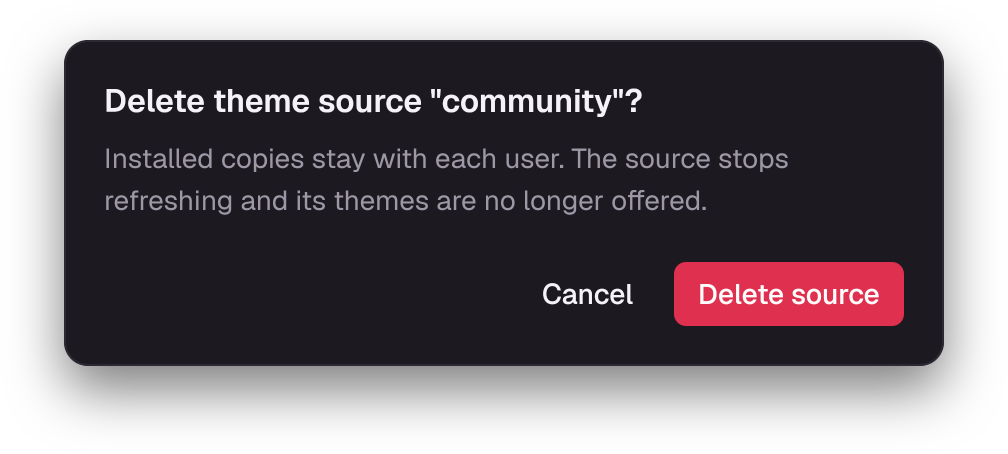 Delete theme source "community"?
Installed copies stay with each user. The source stops
refreshing and its themes are no longer offered.
Cancel
Delete source